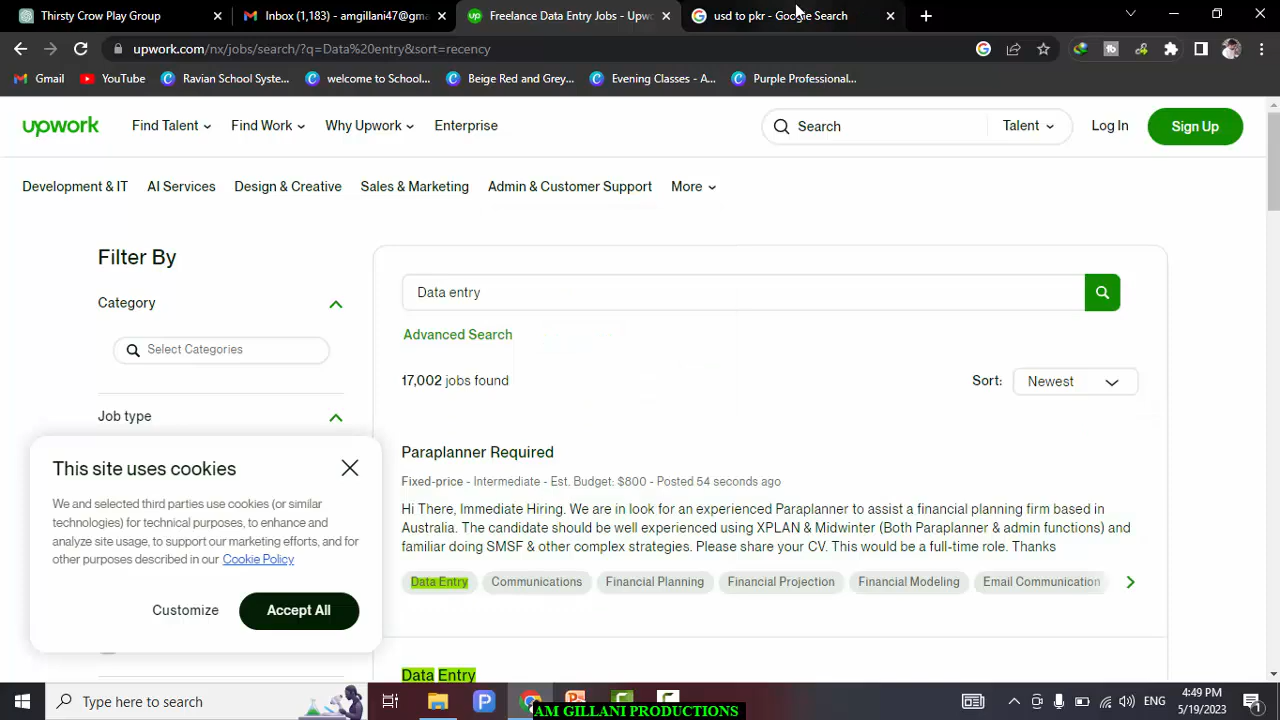 Thirsty Crow Play Group
Inbox (1,183) - amgillani47@gma
up Freelance Data Entry Jobs - Upwo
usd to pkr - Google Search
upwork.com/nx/jobs/search/?q=Data%20entry&sort=recency
Gmail
YouTube
Ravian School Syste...
welcome to School...
Beige Red and Grey...
Evening Classes - A...
Purple Professional...
upwork
Find Talent
Find Work
Why Upwork
Enterprise
Search
Talent
Log In
Sign Up
Development & IT
AI Services
Design & Creative
Sales & Marketing
Admin & Customer Support
More
Filter By
Category
Select Categories
Job type
Data entry
Advanced Search
17,002 jobs found
Sort:
Newest
Paraplanner Required
Fixed-price - Intermediate - Est. Budget: $800 - Posted 54 seconds ago
Hi There, Immediate Hiring. We are in look for an experienced Paraplanner to assist a financial planning firm based in
Australia. The candidate should be well experienced using XPLAN & Midwinter (Both Paraplanner & admin functions) and
familiar doing SMSF & other complex strategies. Please share your CV. This would be a full-time role. Thanks
Data Entry
Communications
Financial Planning
Financial Projection
Financial Modeling
Email Communication
Data Entry
This site uses cookies
We and selected third parties use cookies (or similar
technologies) for technical purposes, to enhance and
analyze site usage, to support our marketing efforts, and for
other purposes described in our Cookie Policy
Customize
Accept All
Type here to search
AM GILLANI PRODUCTIONS
ENG
4:49 PM
5/19/2023
1